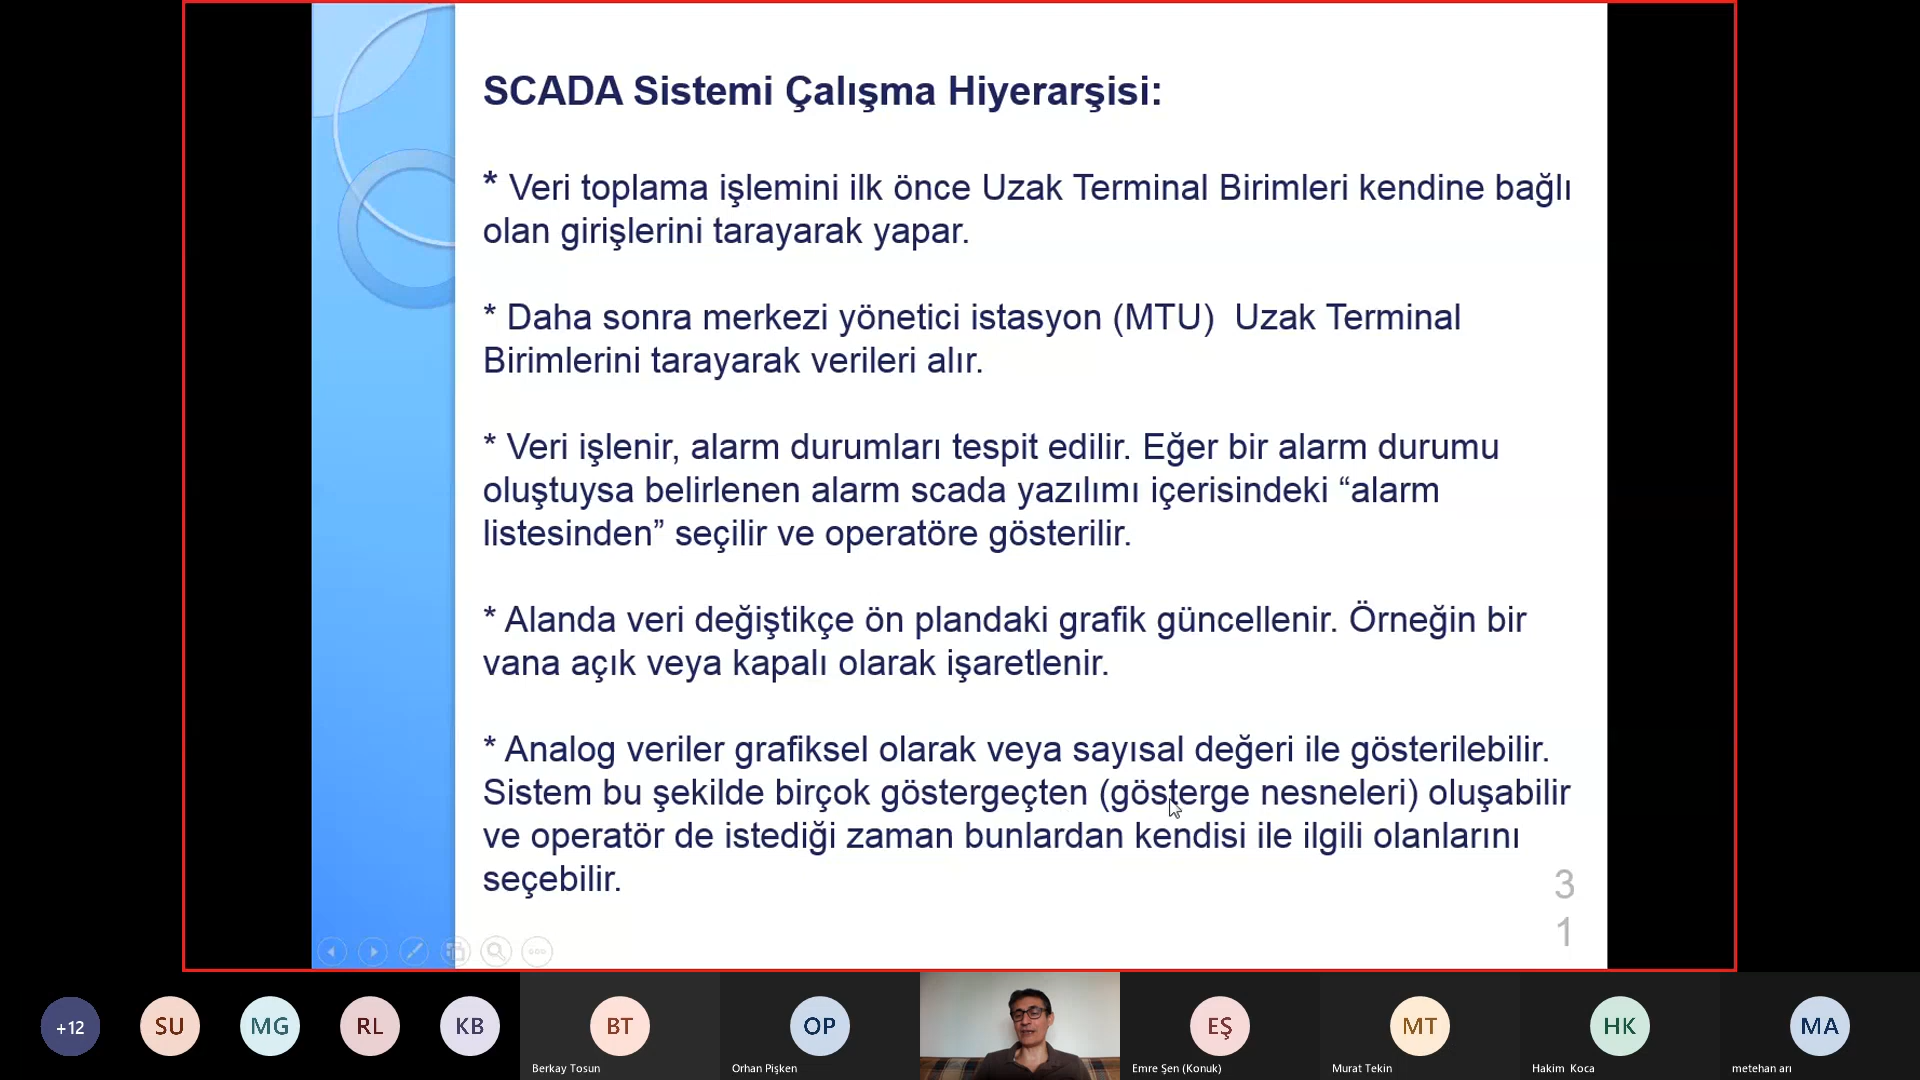 SCADA Sistemi Çalışma Hiyerarşisi:
* Veri toplama işlemini ilk önce Uzak Terminal Birimleri kendine bağlı
olan girişlerini tarayarak yapar.
* Daha sonra merkezi yönetici istasyon (MTU)  Uzak Terminal
Birimlerini tarayarak verileri alır.
* Veri işlenir, alarm durumları tespit edilir. Eğer bir alarm durumu
oluştuysa belirlenen alarm scada yazılımı içerisindeki “alarm
listesinden” seçilir ve operatöre gösterilir.
* Alanda veri değiştikçe ön plandaki grafik güncellenir. Örneğin bir
vana açık veya kapalı olarak işaretlenir.
* Analog veriler grafiksel olarak veya sayısal değeri ile gösterilebilir.
Sistem bu şekilde birçok göstergeçten (gösterge nesneleri) oluşabilir
ve operatör de istediği zaman bunlardan kendisi ile ilgili olanlarını
seçebilir.
3
1
+12
SU
MG
RL
KB
BT
OP
EŞ
MT
HK
MA
Berkay Tosun
Orhan Pişken
Emre Şen (Konuk)
Murat Tekin
Hakim Koca
metehan arı